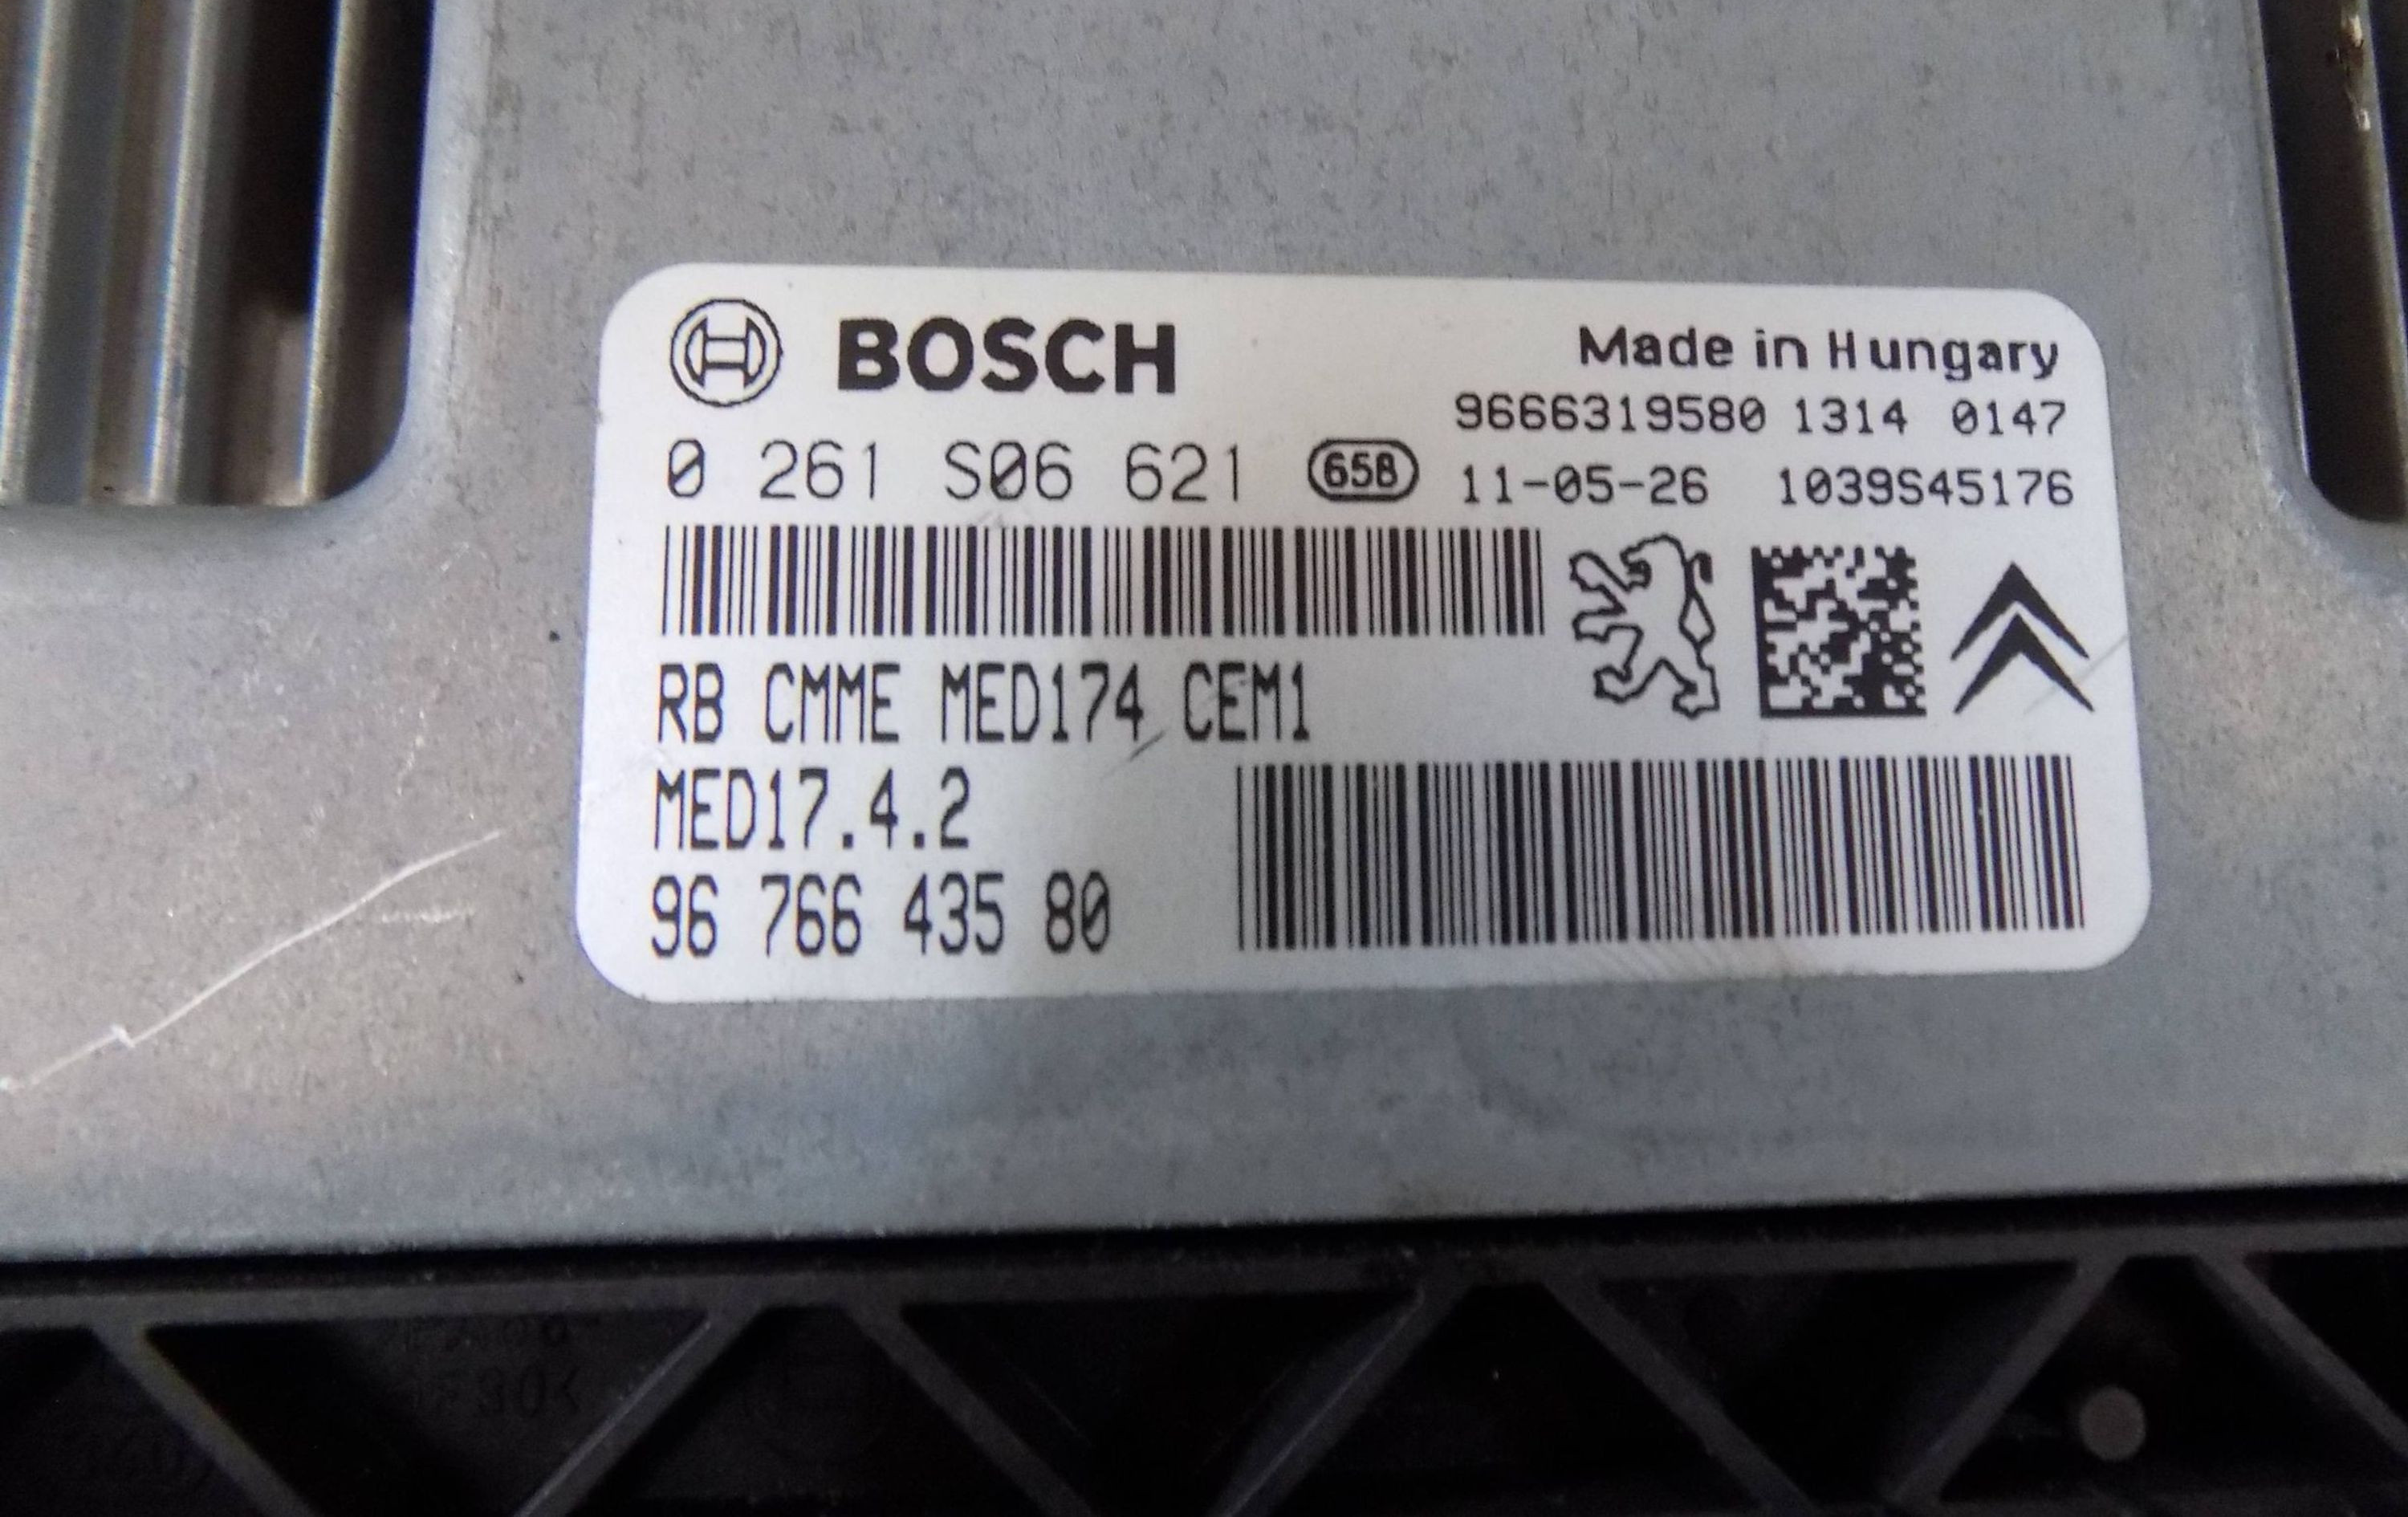 BOSCH
Made in Hungary
9666319580 1314 0147
0 261 S06 621 658
11-05-26 1039S45176
RB CMME MED174 CEM1
MED17.4.2
96 766 435 80